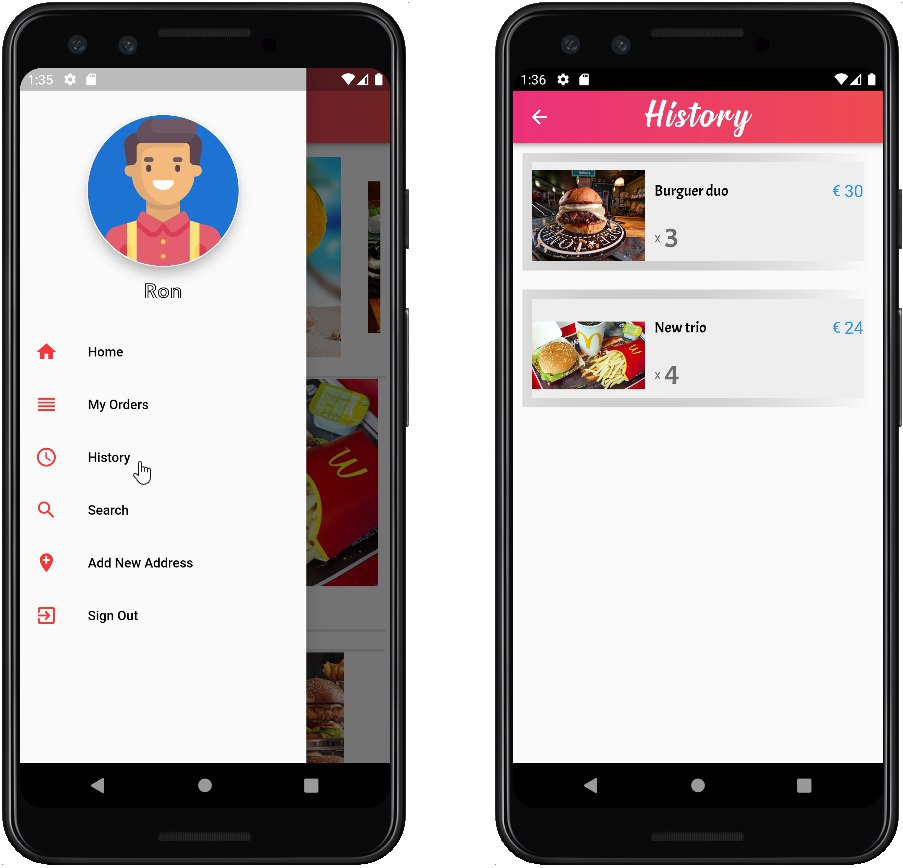 1:35
Ron
Home
My Orders
History
Search
Add New Address
Sign Out
1:36
History
Burguer duo
€ 30
x 3
New trio
€ 24
x 4